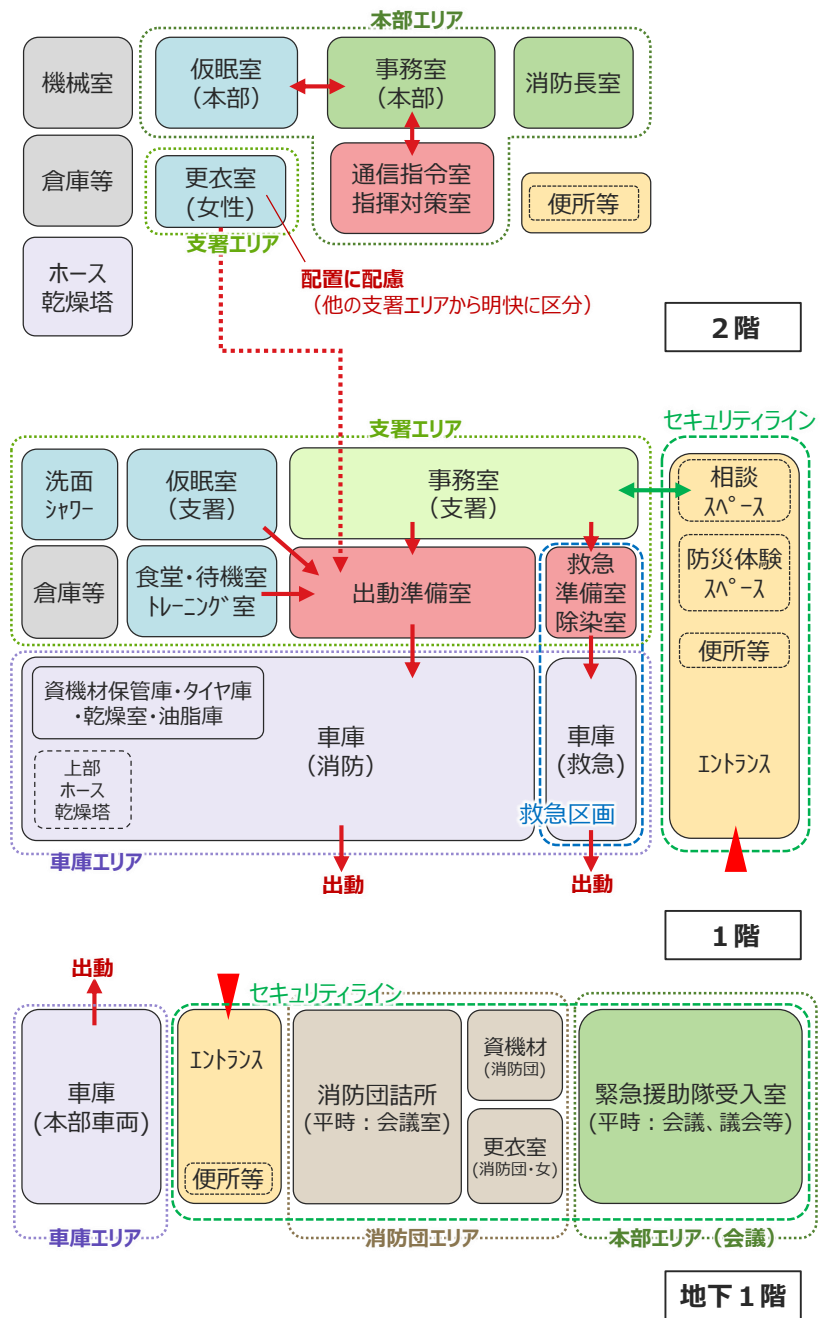 本部エリア
機械室
仮眠室
(本部)
事務室
(本部)
消防長室
倉庫等
更衣室
(女性)
通信指令室
指揮対策室
便所等
支署エリア
ホース
乾燥塔
配置に配慮
（他の支署エリアから明快に区分）
２階
セキュリティライン
支署エリア
洗面
シャワー
仮眠室
(支署)
事務室
(支署)
相談
スペース
倉庫等
食堂・待機室
トレーニング室
出動準備室
救急
準備室
除染室
防災体験
スペース
便所等
資機材保管庫・タイヤ庫
・乾燥室・油脂庫
車庫
(消防)
車庫
(救急)
エントランス
上部
ホース
乾燥塔
救急区画
車庫エリア
出動
出動
１階
出動
セキュリティライン
車庫
(本部車両)
エントランス
便所等
消防団詰所
(平時：会議室)
資機材
(消防団)
更衣室
(消防団・女)
緊急援助隊受入室
(平時：会議、議会等)
車庫エリア
消防団エリア
本部エリア（会議）
地下１階